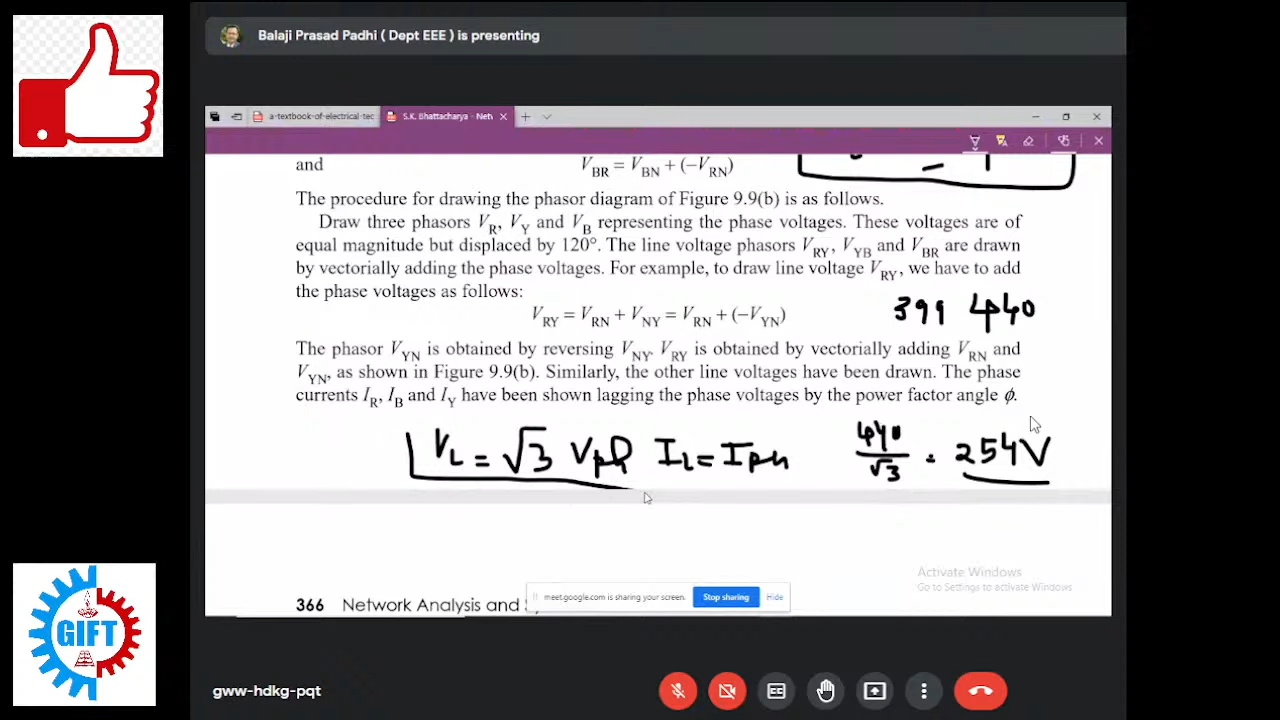 Balaji Prasad Padhi ( Dept EEE ) is presenting
a-textbook-of-electrical-tec
S.K. Bhattacharya - Netw
and
V_BR = V_BN + (−V_RN)
The procedure for drawing the phasor diagram of Figure 9.9(b) is as follows.
Draw three phasors V_R, V_Y and V_B representing the phase voltages. These voltages are of
equal magnitude but displaced by 120°. The line voltage phasors V_RY, V_YB and V_BR are drawn
by vectorially adding the phase voltages. For example, to draw line voltage V_RY, we have to add
the phase voltages as follows:
V_RY = V_RN + V_NY = V_RN + (−V_YN)
399 440
The phasor V_YN is obtained by reversing V_NY. V_RY is obtained by vectorially adding V_RN and
V_YN, as shown in Figure 9.9(b). Similarly, the other line voltages have been drawn. The phase
currents I_R, I_B and I_Y have been shown lagging the phase voltages by the power factor angle ϕ.
V_L = √3 Vph I_L = Iph 440/√3 = 254V
Activate Windows
Go to Settings to activate Windows
meet.google.com is sharing your screen.
Stop sharing
Hide
366 Network Analysis and
GIFT
gww-hdkg-pqt